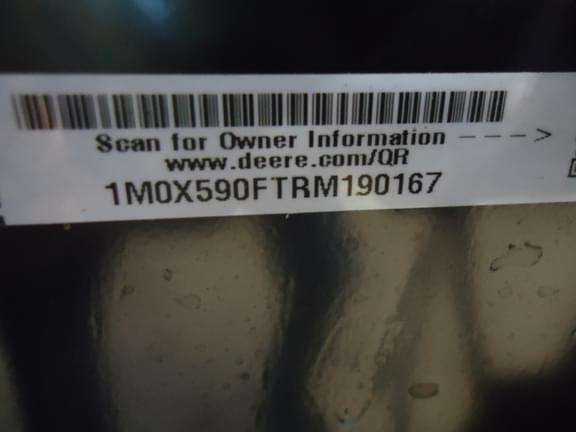 Scan for Owner Information ---->
www.deere.com/QR
1M0X590FTRM190167